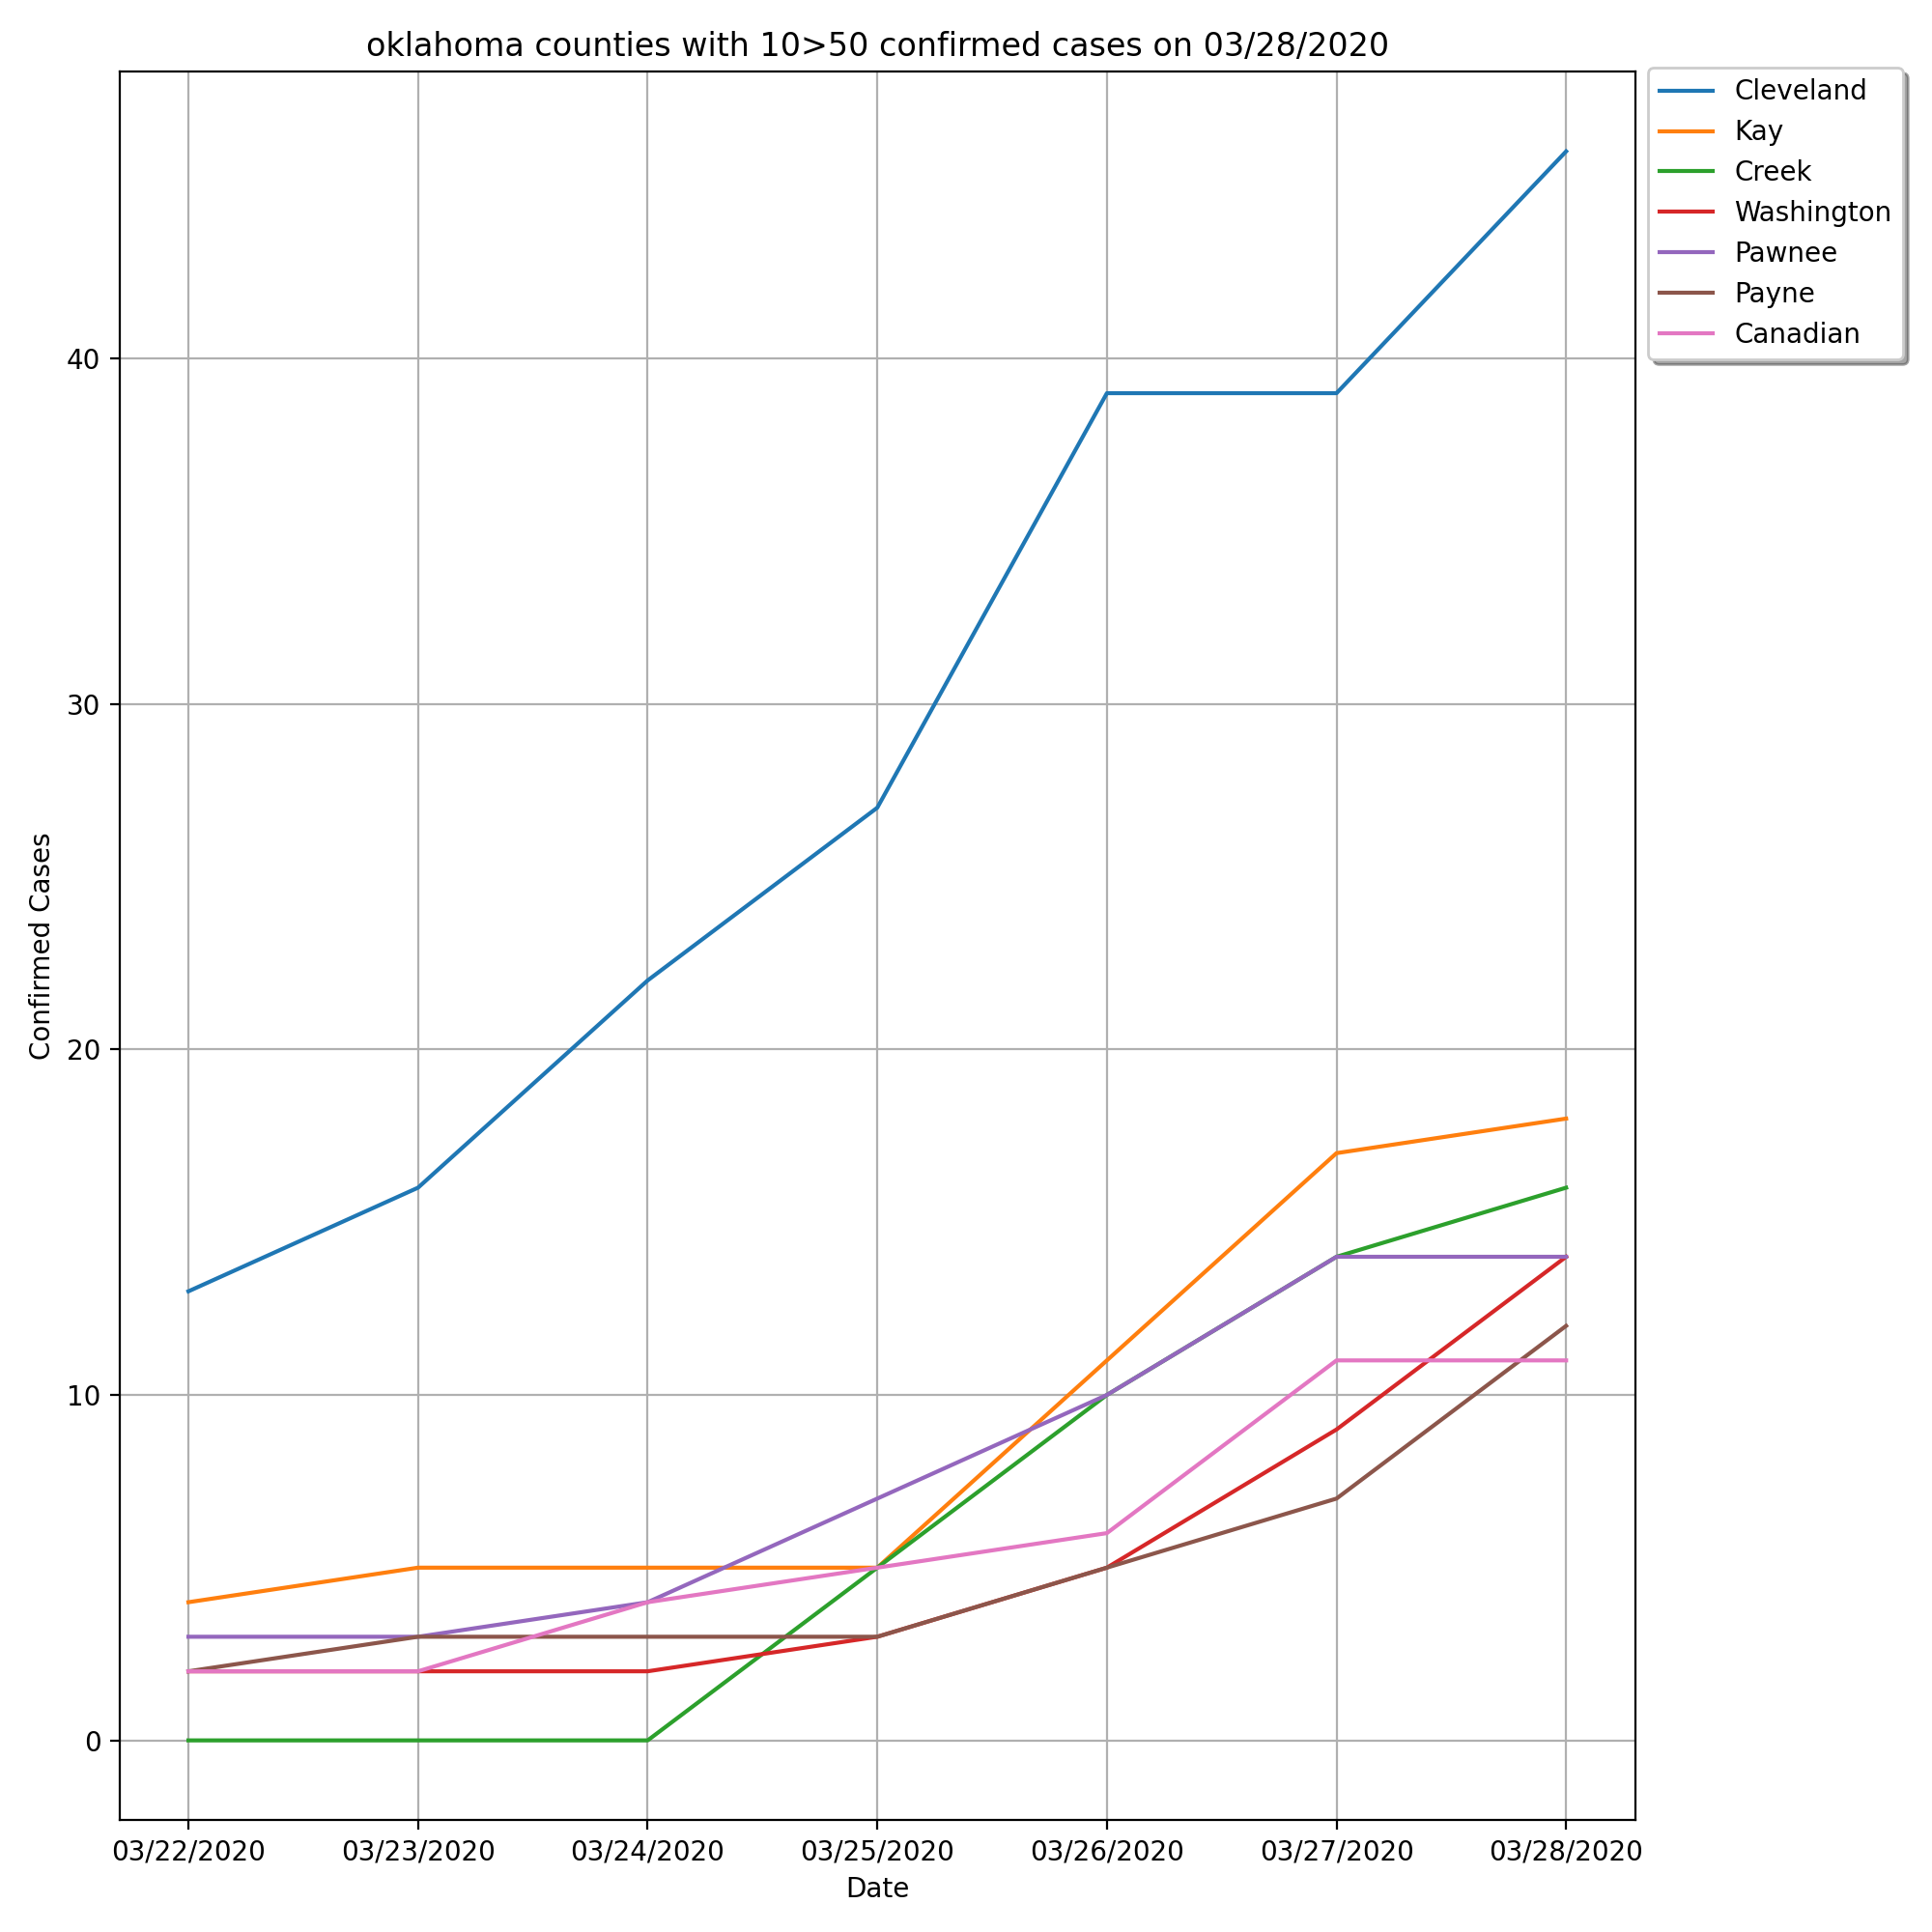 oklahoma counties with 10>50 confirmed cases on 03/28/2020
Cleveland
Kay
Creek
Washington
Pawnee
Payne
Canadian
Confirmed Cases
40
30
20
10
0
03/22/2020 03/23/2020 03/24/2020 03/25/2020 03/26/2020 03/27/2020 03/28/2020
Date